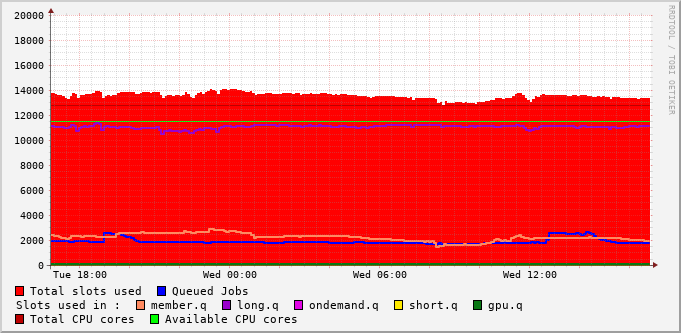 20000
18000
16000
14000
12000
10000
8000
6000
4000
2000
0
Tue 18:00 Wed 00:00 Wed 06:00 Wed 12:00
RRDTOOL / TOBI OETIKER
Total slots used Queued Jobs
Slots used in : member.q long.q ondemand.q short.q gpu.q
Total CPU cores Available CPU cores